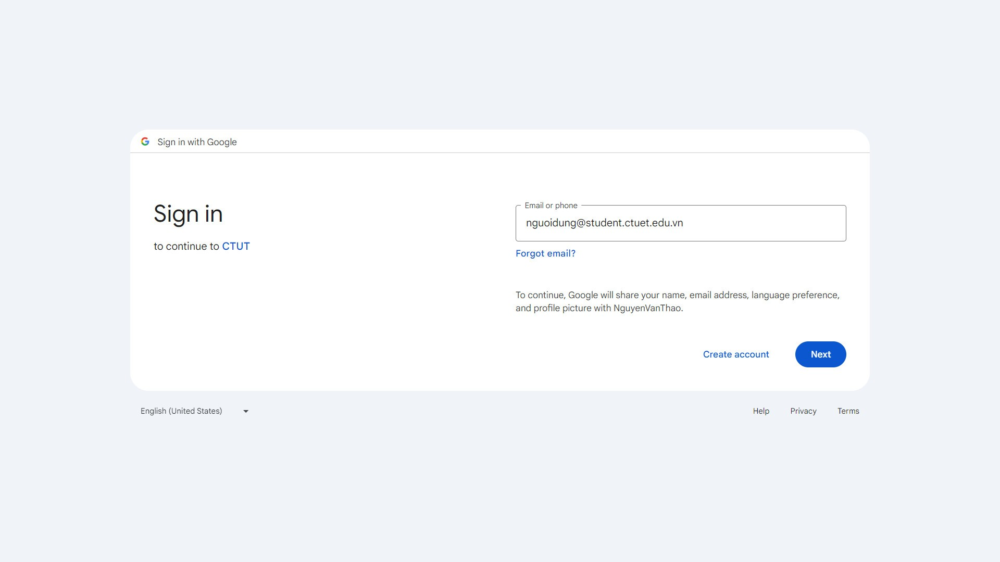 Sign in with Google
Sign in
to continue to CTUT
Email or phone
nguoidung@student.ctuet.edu.vn
Forgot email?
To continue, Google will share your name, email address, language preference,
and profile picture with NguyenVanThao.
Create account
Next
English (United States)
Help
Privacy
Terms